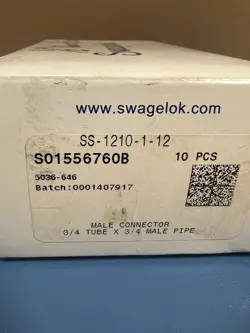 www.swagelok.com
SS-1210-1-12
S01556760B 10 PCS
5036-646
Batch:0001407917
MALE CONNECTOR
3/4 TUBE X 3/4 MALE PIPE